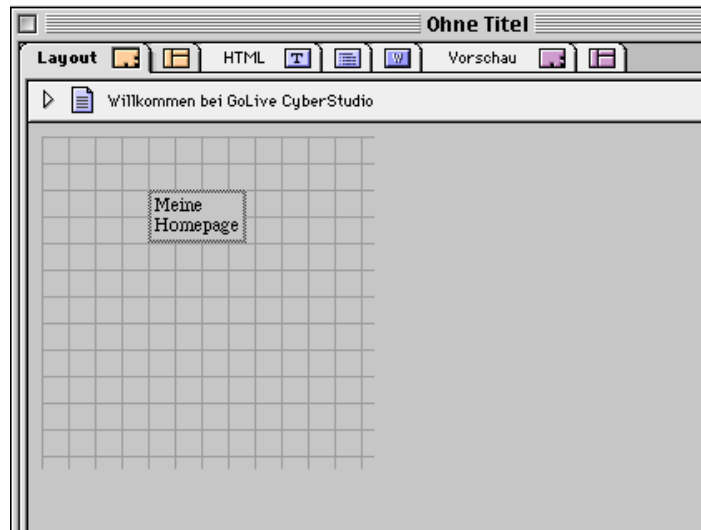 Ohne Titel
Layout HTML T W Vorschau
Willkommen bei GoLive CyberStudio
Meine
Homepage